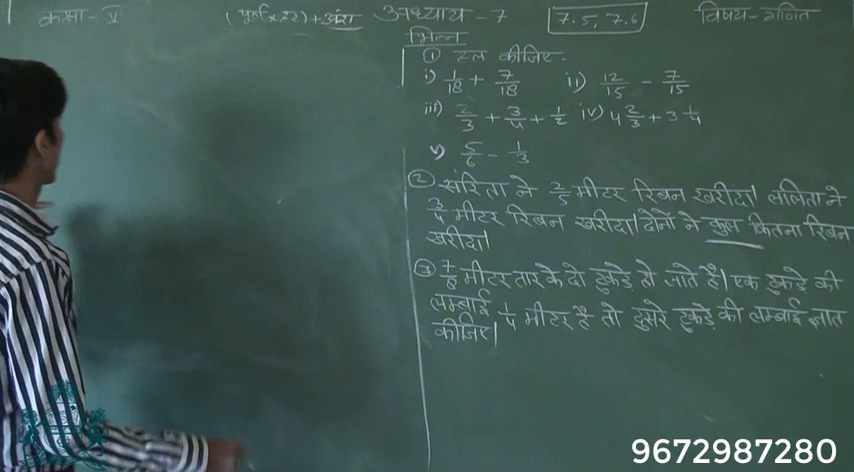 कक्षा - V (पूर्ण × हर) + अंश अध्याय - 7 7.5, 7.6 विषय - गणित
भिन्न
① हल कीजिए -
i) 1/18 + 7/18 ii) 12/15 - 7/15
iii) 2/3 + 3/4 + 1/2 iv) 4 2/3 + 3 1/4
v) 5/6 - 1/3
② संरिता ने 2/5 मीटर रिबन खरीदा। ललिता ने
3/4 मीटर रिबन खरीदा। दोनों ने कुल कितना रिबन
खरीदा।
③ 7/8 मीटर तार के दो टुकडे हो जाते है। एक टुकडे की
लम्बाई 1/4 मीटर है तो दुसरे टुकडे की लम्बाई ज्ञात
कीजिए।
9672987280